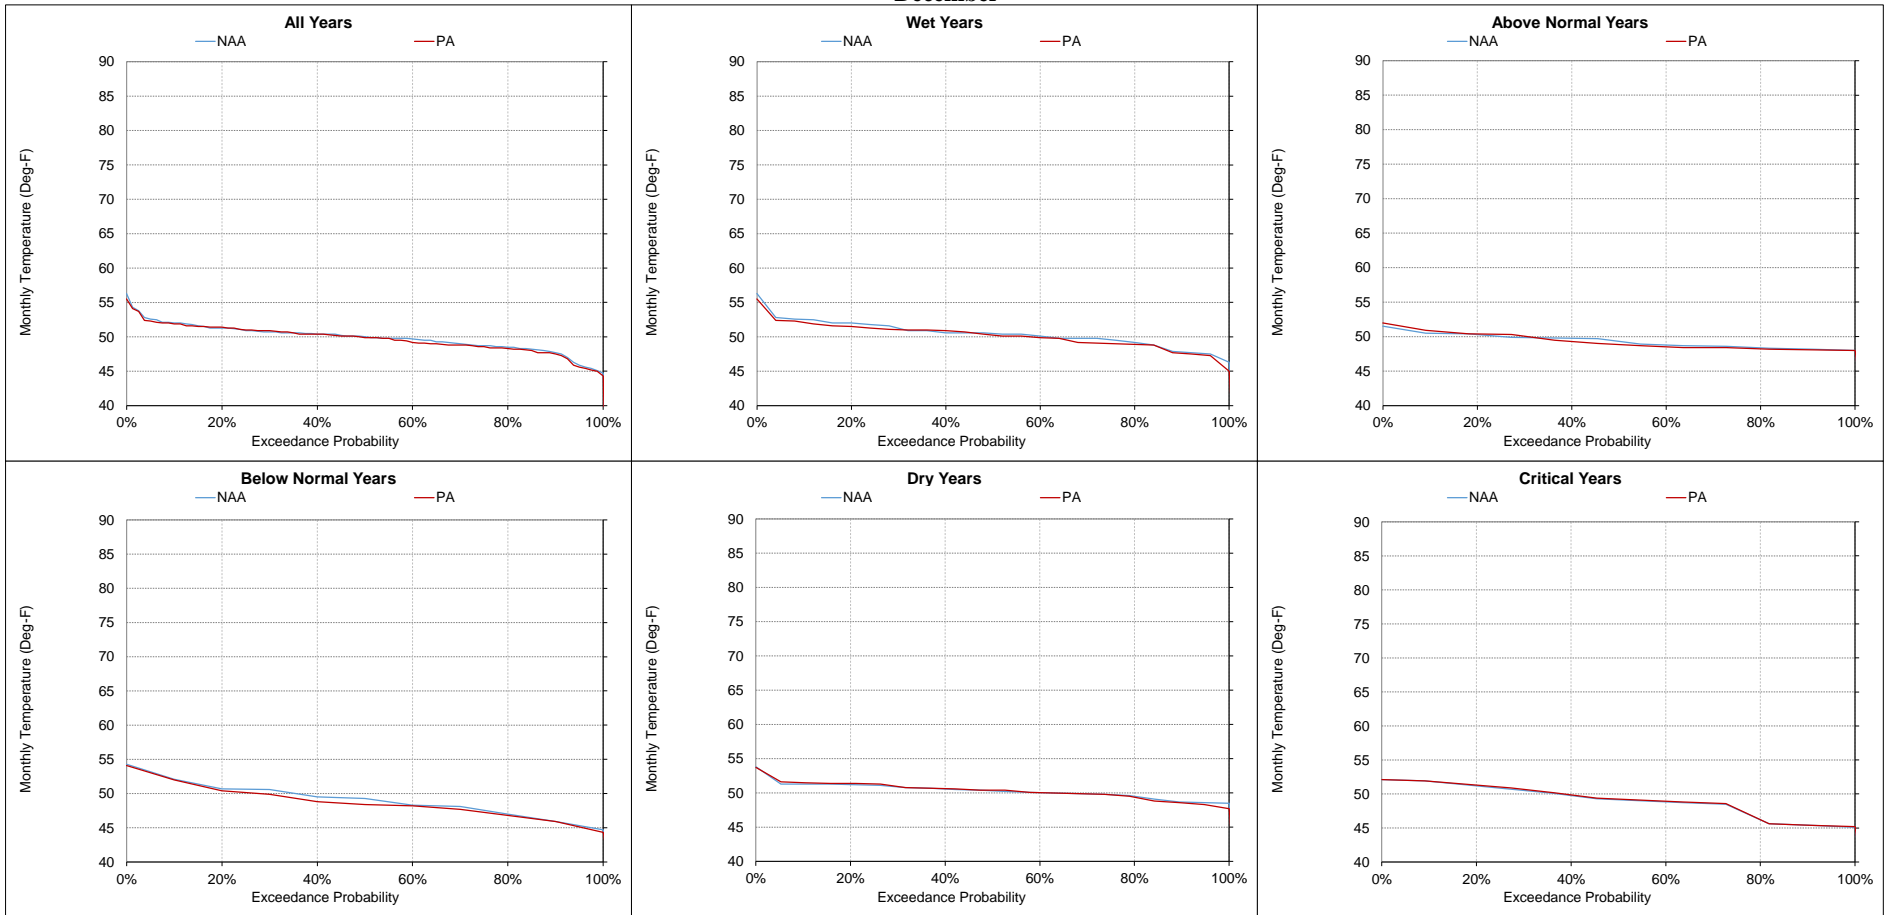 December
All Years
NAA PA
90
85
80
75
70
65
60
55
50
45
40
Monthly Temperature (Deg-F)
0% 20% 40% 60% 80% 100%
Exceedance Probability
Wet Years
NAA PA
90
85
80
75
70
65
60
55
50
45
40
Monthly Temperature (Deg-F)
0% 20% 40% 60% 80% 100%
Exceedance Probability
Above Normal Years
NAA PA
90
85
80
75
70
65
60
55
50
45
40
Monthly Temperature (Deg-F)
0% 20% 40% 60% 80% 100%
Exceedance Probability
Below Normal Years
NAA PA
90
85
80
75
70
65
60
55
50
45
40
Monthly Temperature (Deg-F)
0% 20% 40% 60% 80% 100%
Exceedance Probability
Dry Years
NAA PA
90
85
80
75
70
65
60
55
50
45
40
Monthly Temperature (Deg-F)
0% 20% 40% 60% 80% 100%
Exceedance Probability
Critical Years
NAA PA
90
85
80
75
70
65
60
55
50
45
40
Monthly Temperature (Deg-F)
0% 20% 40% 60% 80% 100%
Exceedance Probability